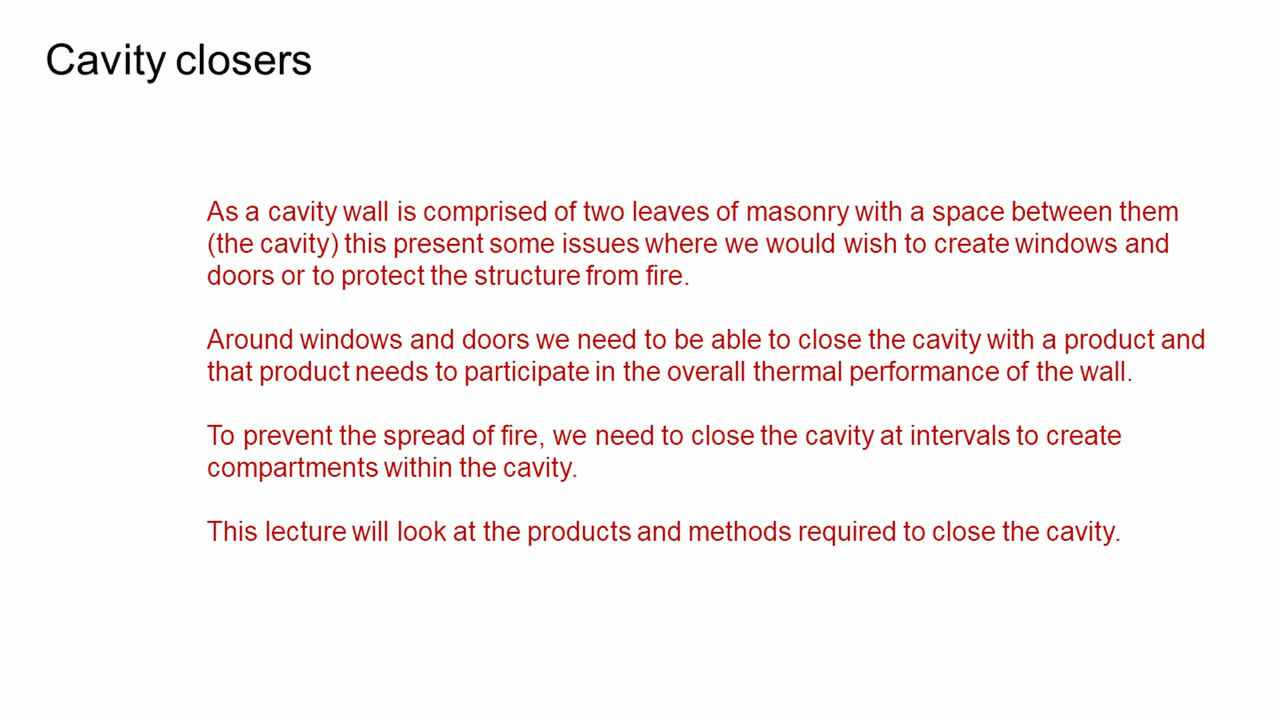 Cavity closers
As a cavity wall is comprised of two leaves of masonry with a space between them
(the cavity) this present some issues where we would wish to create windows and
doors or to protect the structure from fire.
Around windows and doors we need to be able to close the cavity with a product and
that product needs to participate in the overall thermal performance of the wall.
To prevent the spread of fire, we need to close the cavity at intervals to create
compartments within the cavity.
This lecture will look at the products and methods required to close the cavity.